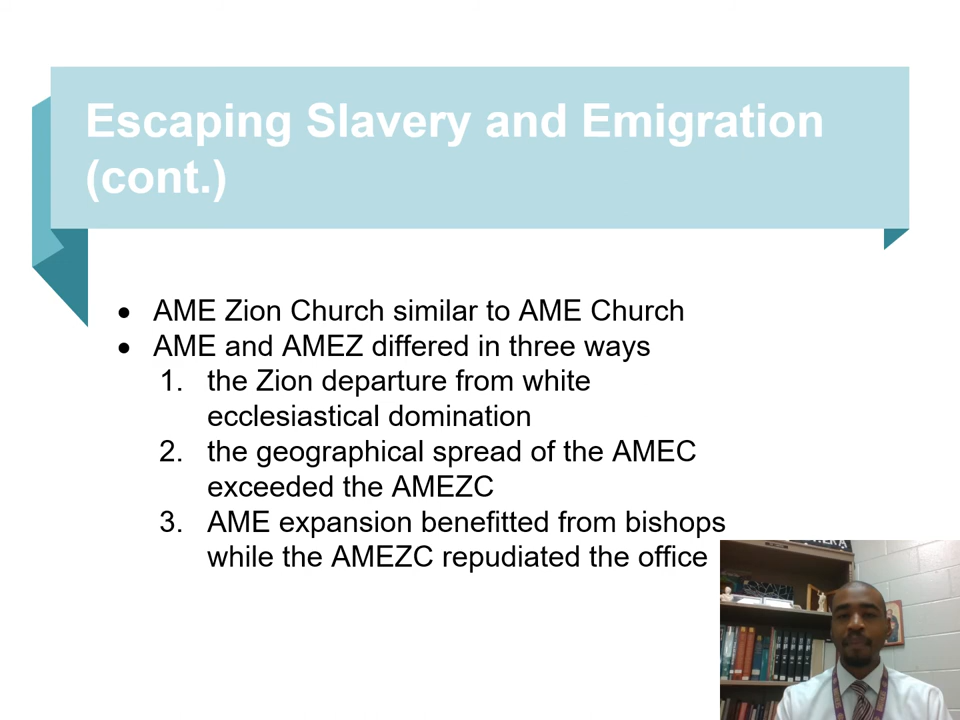 Escaping Slavery and Emigration
(cont.)
• AME Zion Church similar to AME Church
• AME and AMEZ differed in three ways
1. the Zion departure from white
ecclesiastical domination
2. the geographical spread of the AMEC
exceeded the AMEZC
3. AME expansion benefitted from bishops
while the AMEZC repudiated the office